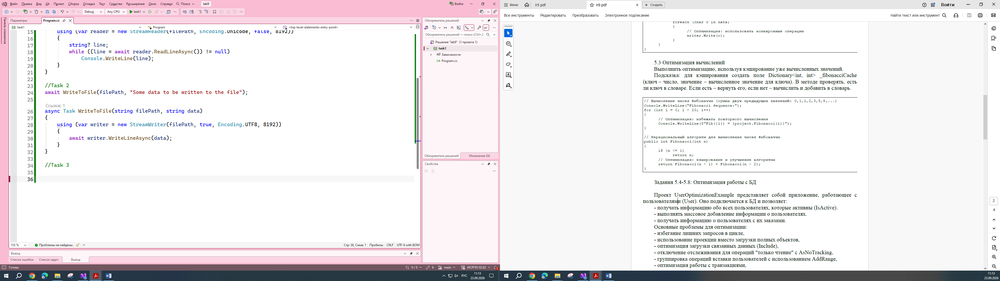 Файл Правка Вид Git Проект Сборка Отладка Тест Средства Расширения Окно Справка Поиск lab9 Войти
Debug Any CPU task1
Панель элементов
Параметры Program.cs
task1 Program <top-level-statements-entry-point>
15 using (var reader = new StreamReader(filePath, Encoding.Unicode, false, 8192))
16 {
17 string? line;
18 while ((line = await reader.ReadLineAsync()) != null)
19 Console.WriteLine(line);
20 }
21 }
22
23 //Task 2
24 await WriteToFile(filePath, "Some data to be written to the file");
25
Ссылок: 1
26 async Task WriteToFile(string filePath, string data)
27 {
28 using (var writer = new StreamWriter(filePath, true, Encoding.UTF8, 8192))
29 {
30 await writer.WriteLineAsync(data);
31 }
32 }
33
34 //Task 3
35
36
153 % Проблемы не найдены. Стр: 36, Симв: 1 Пробелы CRLF UTF-8 with BOM
Вывод
Список ошибок Список задач Вывод
Готово 0 / 0 6 main ИСРПО 02.02 1
Обозреватель решений
Обозреватель решений — поиск (Ctrl+;)
Решение "lab9" (1 проекта 1)
task1
Зависимости
C# Program.cs
Обозреватель решений Изменения Git
Свойства
РУС 11:13
23.09.2026
Меню lr5.pdf lr9.pdf Создать Войти
Все инструменты Редактировать Преобразовать Электронное подписание Найти текст или инструмент
foreach (char c in data)
{
// Оптимизация: использовать асинхронные операции
writer.Write(c);
}
}
}
5.3 Оптимизация вычислений
Выполнить оптимизацию, используя кэширование уже вычисленных значений.
Подсказка: для кэширования создать поле Dictionary<int, int> _fibonacciCache
(ключ – число, значение – вычисленное значение для ключа). В методе проверять, есть
ли ключ в словаре. Если есть – вернуть его, если нет – вычислить и добавить в словарь.
// Вычисление чисел Фибоначчи (сумма двух предыдущих значений: 0,1,1,2,3,5,8,...)
Console.WriteLine("Fibonacci Sequence:");
for (int i = 0; i < 20; i++)
{
// Оптимизация: избежать повторного вычисления
Console.WriteLine($"Fib({i}) = {project.Fibonacci(i)}");
}
// Нерациональный алгоритм для вычисления чисел Фибоначчи
public int Fibonacci(int n)
{
if (n <= 1)
return n;
// Оптимизация: кэширование и улучшение алгоритма
return Fibonacci(n - 1) + Fibonacci(n - 2);
}
Задания 5.4-5.8: Оптимизация работы с БД
Проект UserOptimizationExample представляет собой приложение, работающее с
пользователями (User). Оно подключается к БД и позволяет:
- получать информацию обо всех пользователях, которые активны (IsActive).
- выполнять массовое добавление информации о пользователях.
- получать информацию о пользователях с их заказами.
Основные проблемы для оптимизации:
- избегание лишних запросов в цикле,
- использование проекции вместо загрузки полных объектов,
- оптимизация загрузки связанных данных (Include),
- отключение отслеживания для операций "только чтение" с AsNoTracking,
- группировка операций вставки пользователей с использованием AddRange,
- оптимизация работы с транзакциями,
2
4
11:13
23.09.2026